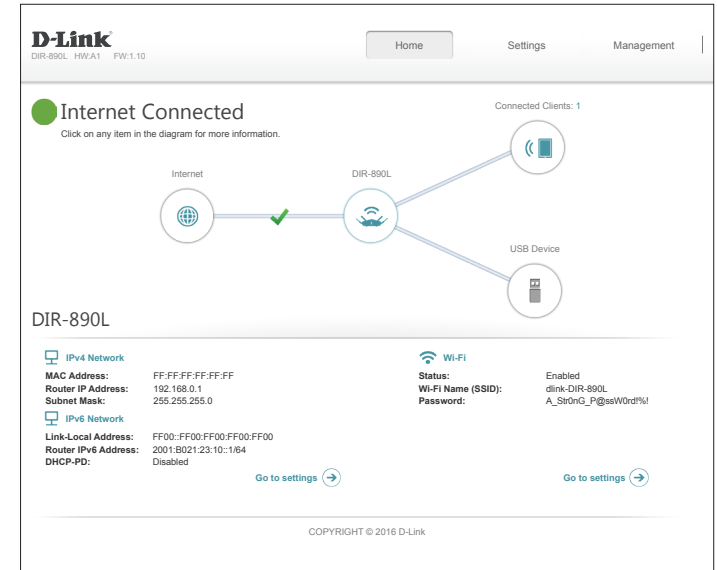 D-Link
DIR-890L HW:A1 FW:1.10
Home Settings Management
Internet Connected
Click on any item in the diagram for more information.
Connected Clients: 1
Internet
DIR-890L
USB Device
DIR-890L
IPv4 Network
MAC Address: FF:FF:FF:FF:FF:FF
Router IP Address: 192.168.0.1
Subnet Mask: 255.255.255.0
IPv6 Network
Link-Local Address: FF00::FF00:FF00:FF00:FF00
Router IPv6 Address: 2001:B021:23:10::1/64
DHCP-PD: Disabled
Go to settings
Wi-Fi
Status: Enabled
Wi-Fi Name (SSID): dlink-DIR-890L
Password: A_Str0nG_P@ssW0rd!%!
Go to settings
COPYRIGHT © 2016 D-Link